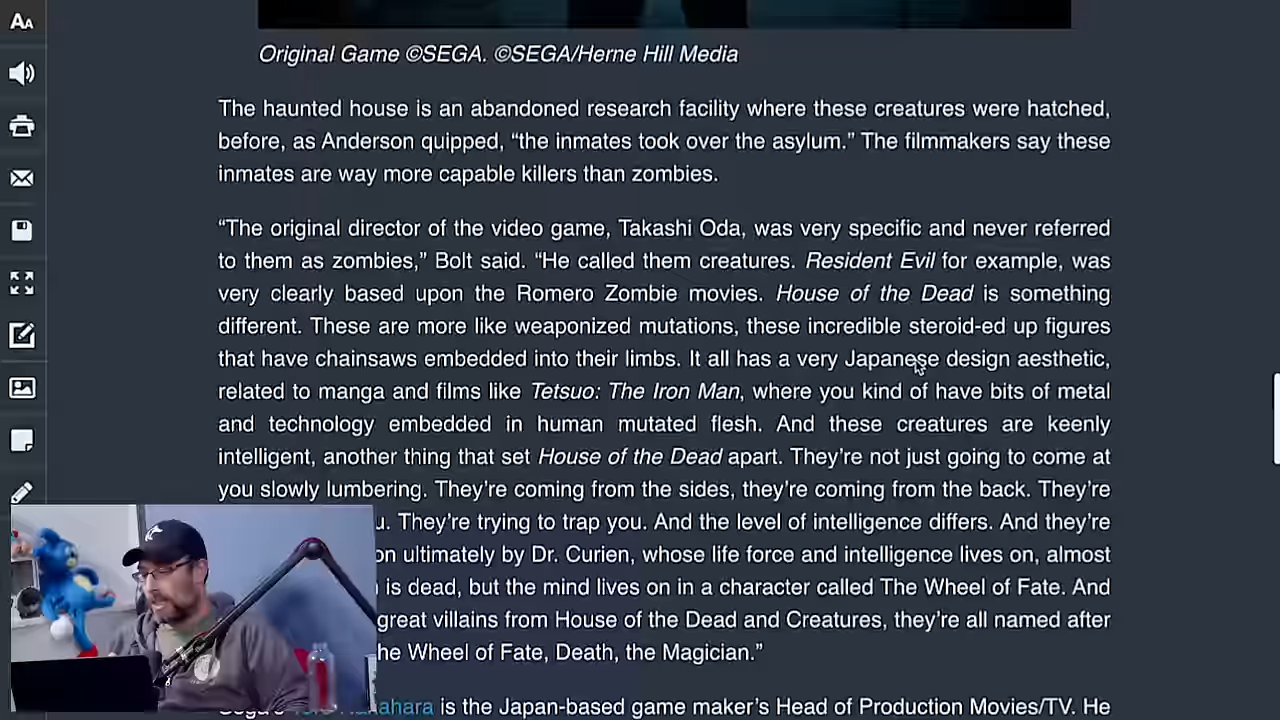 AA
Original Game ©SEGA. ©SEGA/Herne Hill Media
The haunted house is an abandoned research facility where these creatures were hatched,
before, as Anderson quipped, “the inmates took over the asylum.” The filmmakers say these
inmates are way more capable killers than zombies.
“The original director of the video game, Takashi Oda, was very specific and never referred
to them as zombies,” Bolt said. “He called them creatures. Resident Evil for example, was
very clearly based upon the Romero Zombie movies. House of the Dead is something
different. These are more like weaponized mutations, these incredible steroid-ed up figures
that have chainsaws embedded into their limbs. It all has a very Japanese design aesthetic,
related to manga and films like Tetsuo: The Iron Man, where you kind of have bits of metal
and technology embedded in human mutated flesh. And these creatures are keenly
intelligent, another thing that set House of the Dead apart. They’re not just going to come at
you slowly lumbering. They’re coming from the sides, they’re coming from the back. They’re
u. They’re trying to trap you. And the level of intelligence differs. And they’re
on ultimately by Dr. Curien, whose life force and intelligence lives on, almost
is dead, but the mind lives on in a character called The Wheel of Fate. And
great villains from House of the Dead and Creatures, they’re all named after
he Wheel of Fate, Death, the Magician.”
is the Japan-based game maker’s Head of Production Movies/TV. He